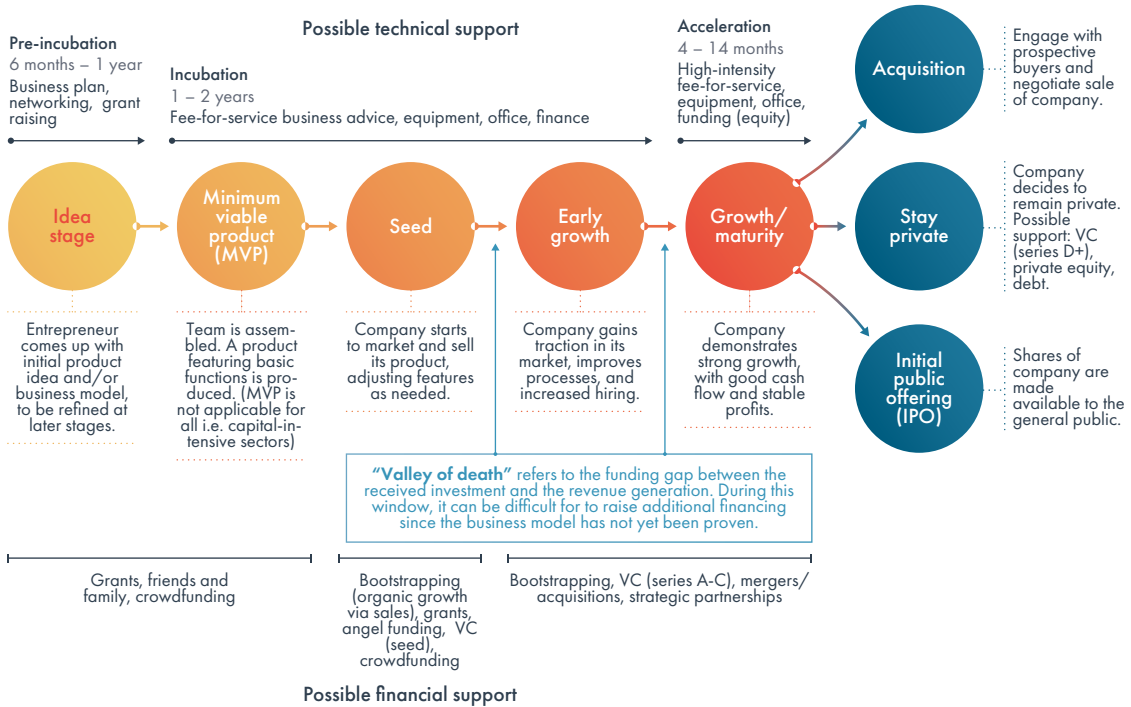 Possible technical support
Pre-incubation
6 months – 1 year
Business plan,
networking, grant
raising
Incubation
1 – 2 years
Fee-for-service business advice, equipment, office, finance
Acceleration
4 – 14 months
High-intensity
fee-for-service,
equipment, office,
funding (equity)
Idea
stage
Minimum
viable
product
(MVP)
Seed
Early
growth
Growth/
maturity
Acquisition
Engage with
prospective
buyers and
negotiate sale
of company.
Stay
private
Company
decides to
remain private.
Possible
support: VC
(series D+),
private equity,
debt.
Initial
public
offering
(IPO)
Shares of
company are
made
available to the
general public.
Entrepreneur
comes up with
initial product
idea and/or
business model,
to be refined at
later stages.
Team is assem-
bled. A product
featuring basic
functions is pro-
duced. (MVP is
not applicable for
all i.e. capital-in-
tensive sectors)
Company starts
to market and sell
its product,
adjusting features
as needed.
Company gains
traction in its
market, improves
processes, and
increased hiring.
Company
demonstrates
strong growth,
with good cash
flow and stable
profits.
“Valley of death” refers to the funding gap between the
received investment and the revenue generation. During this
window, it can be difficult for to raise additional financing
since the business model has not yet been proven.
Grants, friends and
family, crowdfunding
Bootstrapping
(organic growth
via sales), grants,
angel funding, VC
(seed),
crowdfunding
Bootstrapping, VC (series A-C), mergers/
acquisitions, strategic partnerships
Possible financial support